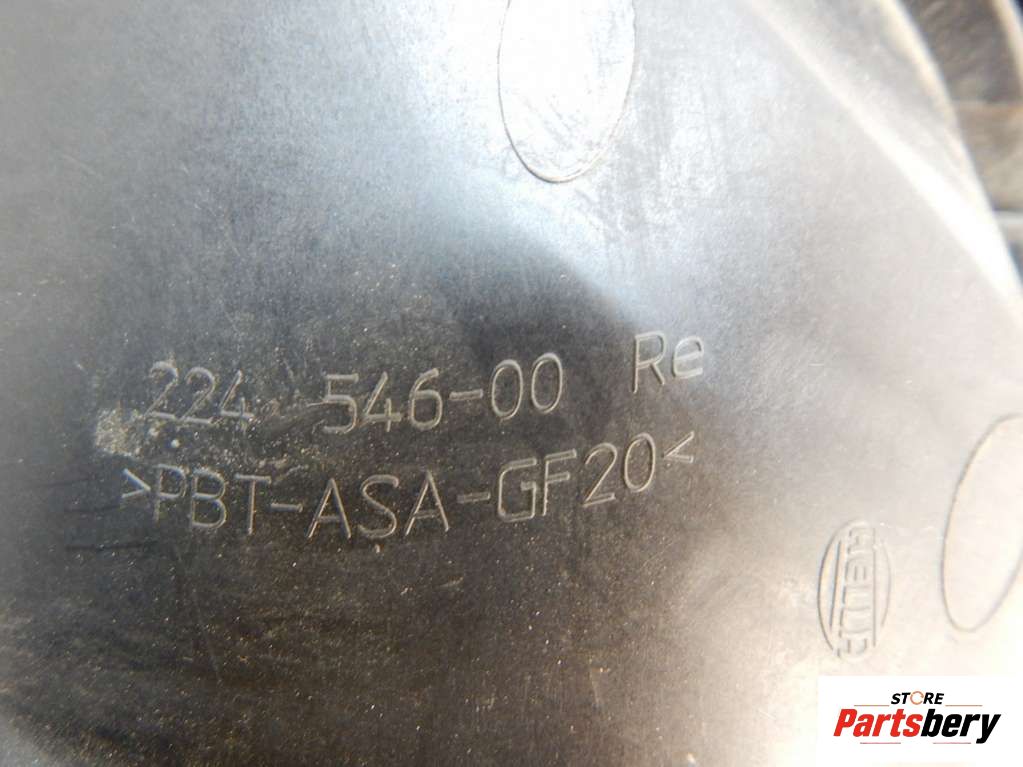 224 546-00 Re
>PBT-ASA-GF20<
HELLA
STORE
Partsbery